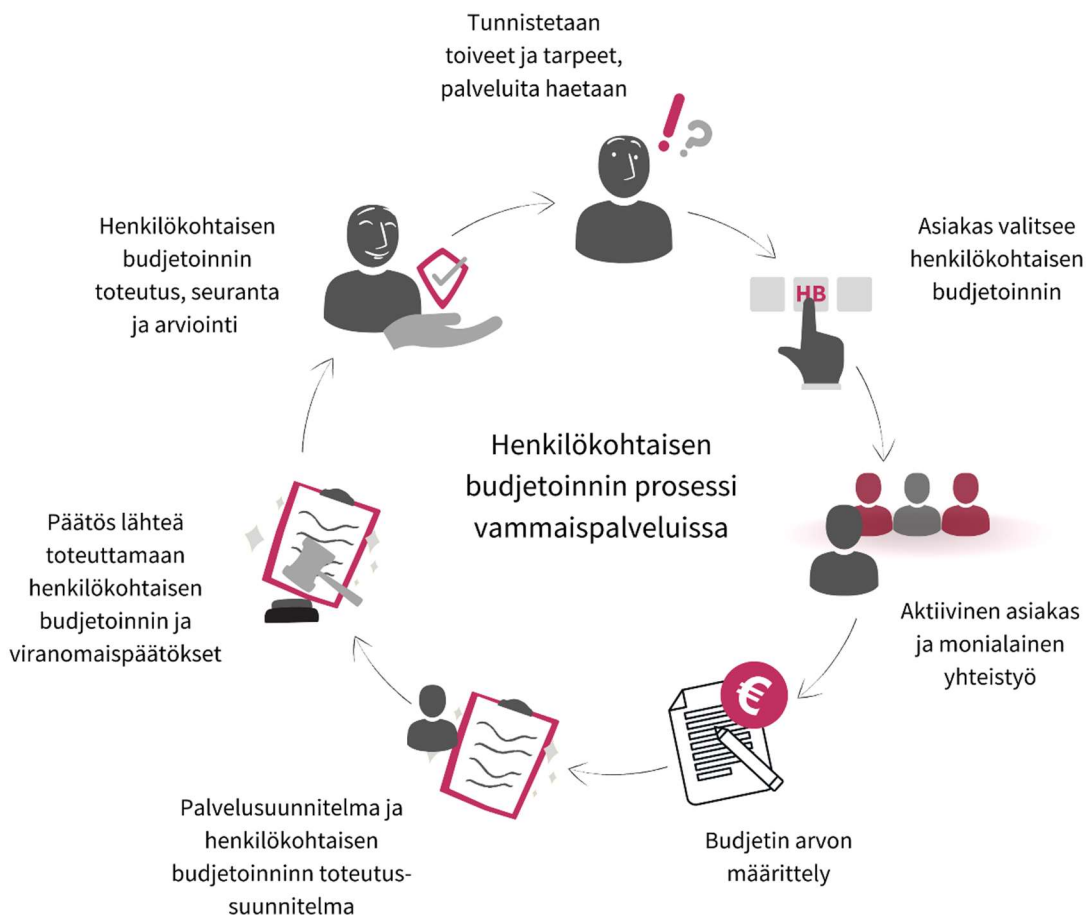 Tunnistetaan
toiveet ja tarpeet,
palveluita haetaan
Asiakas valitsee
henkilökohtaisen
budjetoinnin
HB
Aktiivinen asiakas
ja monialainen
yhteistyö
€
Budjetin arvon
määrittely
Palvelusuunnitelma ja
henkilökohtaisen
budjetoininn toteutus-
suunnitelma
Päätös lähteä
toteuttamaan
henkilökohtaisen
budjetoinnin ja
viranomaispäätökset
Henkilökohtaisen
budjetoinnin
toteutus, seuranta
ja arviointi
Henkilökohtaisen
budjetoinnin prosessi
vammaispalveluissa